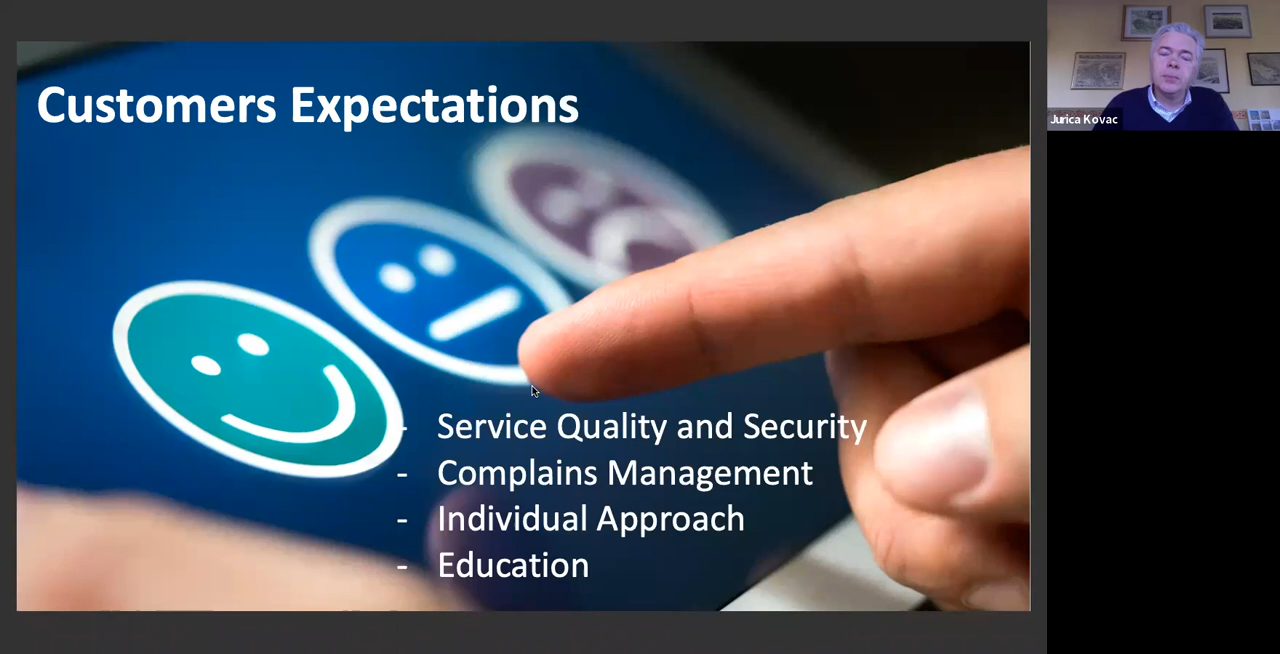 Customers Expectations
- Service Quality and Security
- Complains Management
- Individual Approach
- Education
Jurica Kovac